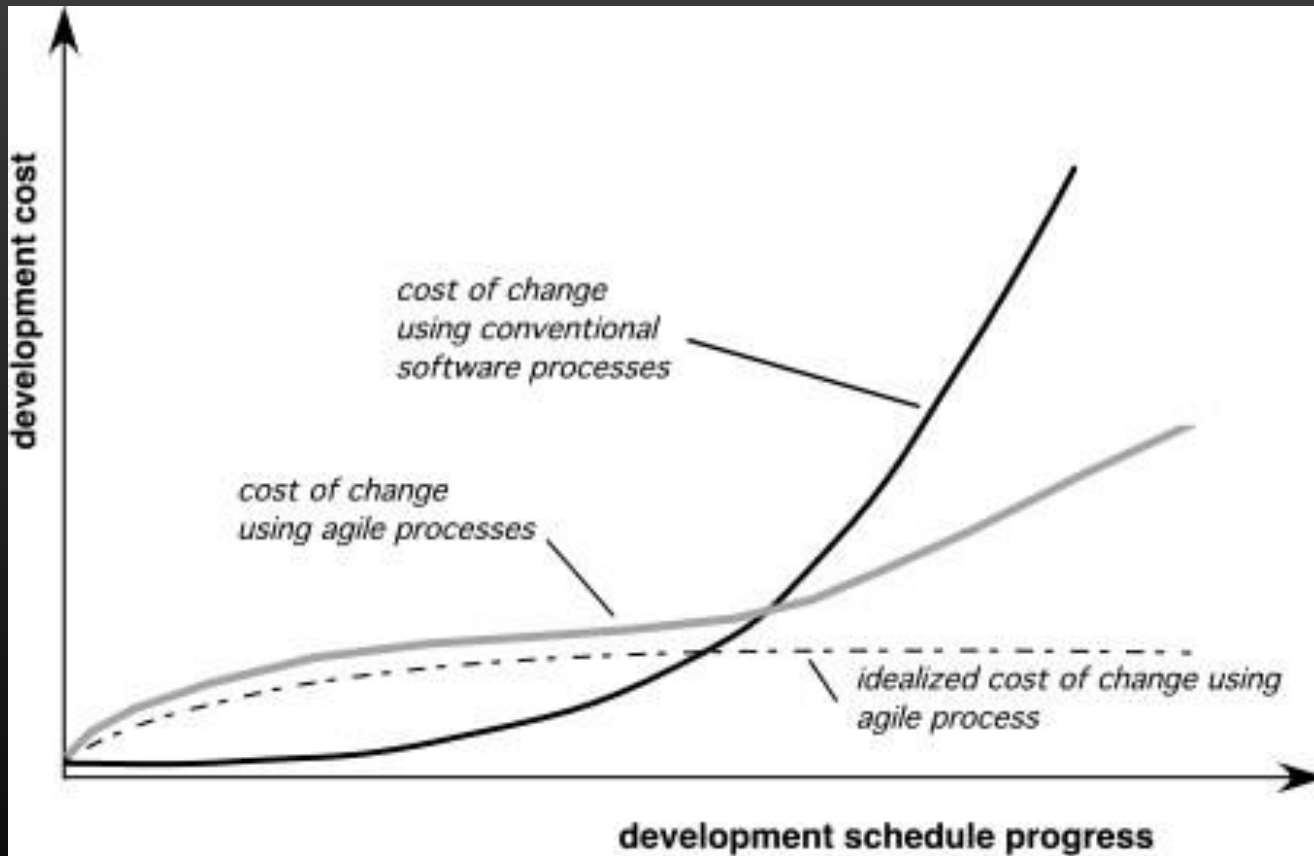 development cost
cost of change
using conventional
software processes
cost of change
using agile processes
idealized cost of change using
agile process
development schedule progress